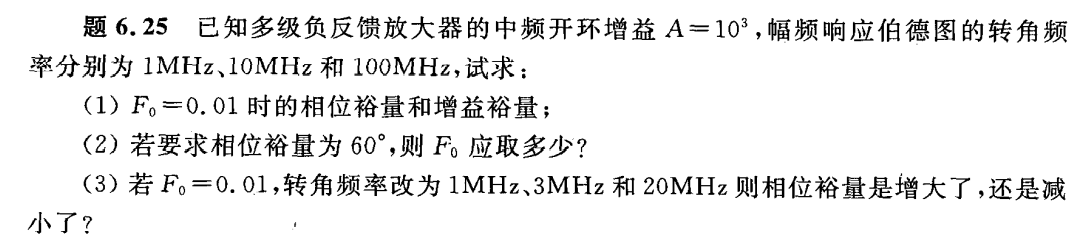 题 6.25 已知多级负反馈放大器的中频开环增益 A=10³,幅频响应伯德图的转角频
率分别为 1MHz、10MHz 和 100MHz,试求:
(1) F₀=0.01 时的相位裕量和增益裕量;
(2) 若要求相位裕量为 60°,则 F₀ 应取多少?
(3) 若 F₀=0.01,转角频率改为 1MHz、3MHz 和 20MHz 则相位裕量是增大了,还是减
小了?